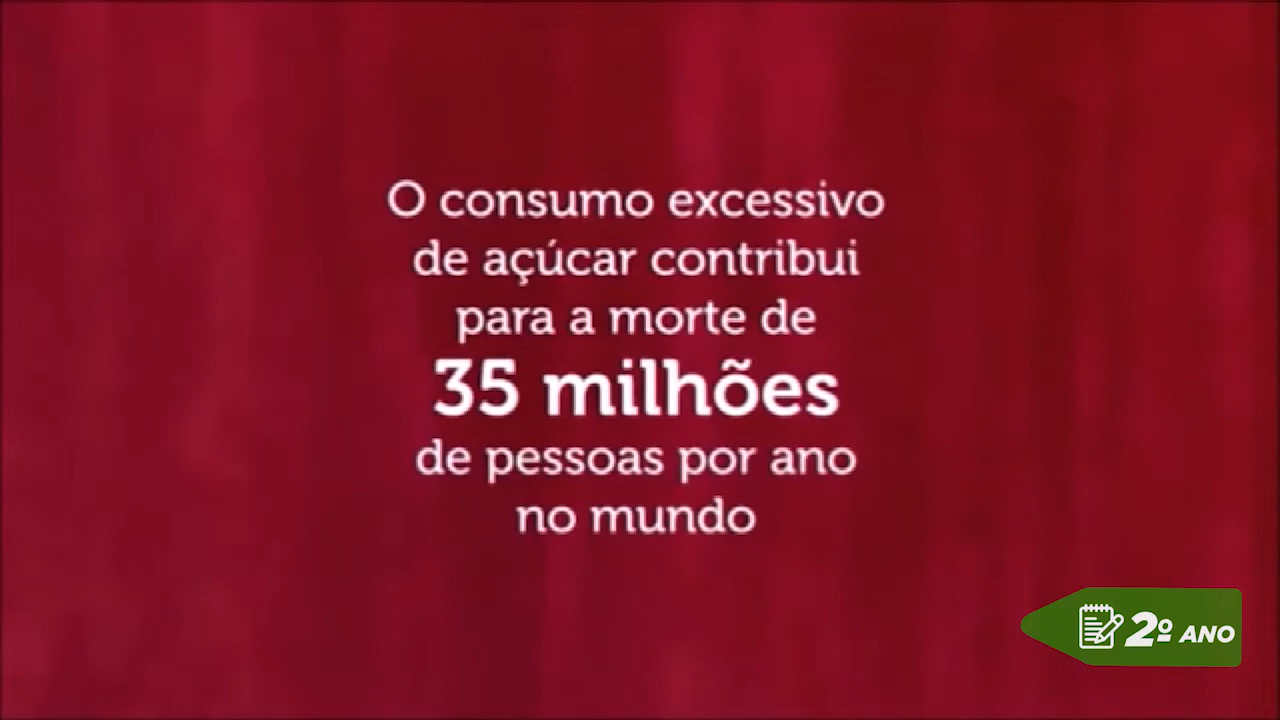 O consumo excessivo
de açúcar contribui
para a morte de
35 milhões
de pessoas por ano
no mundo
2º ANO